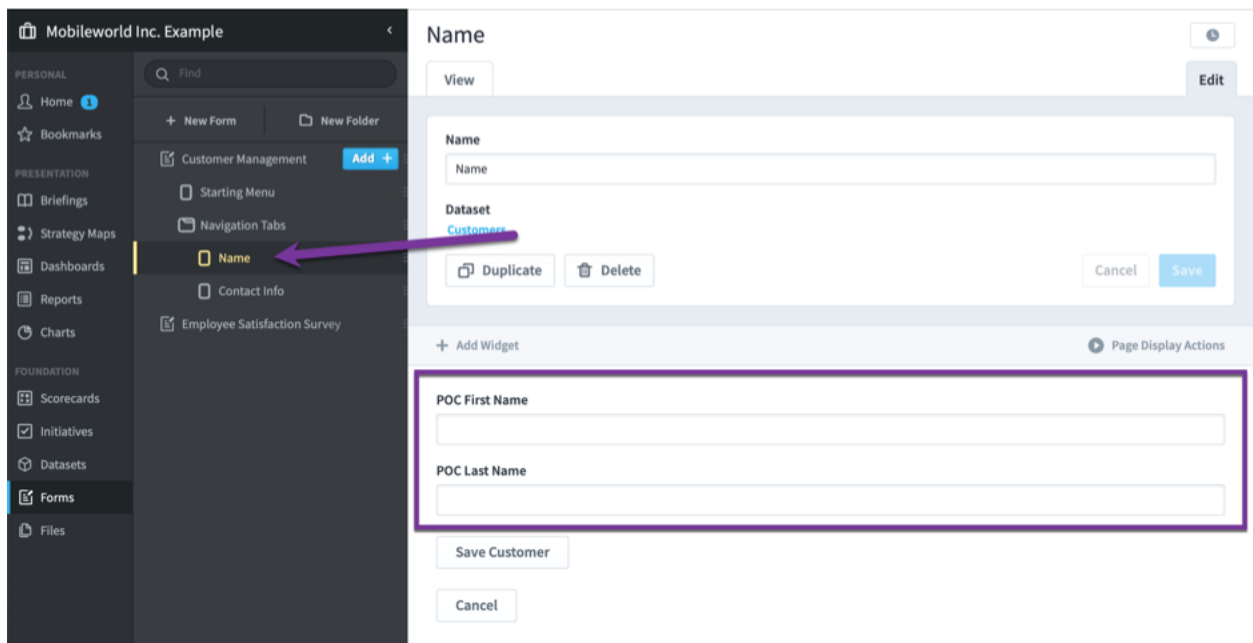 Mobileworld Inc. Example
PERSONAL
Home 1
Bookmarks
PRESENTATION
Briefings
Strategy Maps
Dashboards
Reports
Charts
FOUNDATION
Scorecards
Initiatives
Datasets
Forms
Files
Find
+ New Form
New Folder
Customer Management
Add +
Starting Menu
Navigation Tabs
Name
Contact Info
Employee Satisfaction Survey
Name
View
Edit
Name
Name
Dataset
Customers
Duplicate
Delete
Cancel
Save
+ Add Widget
Page Display Actions
POC First Name
POC Last Name
Save Customer
Cancel